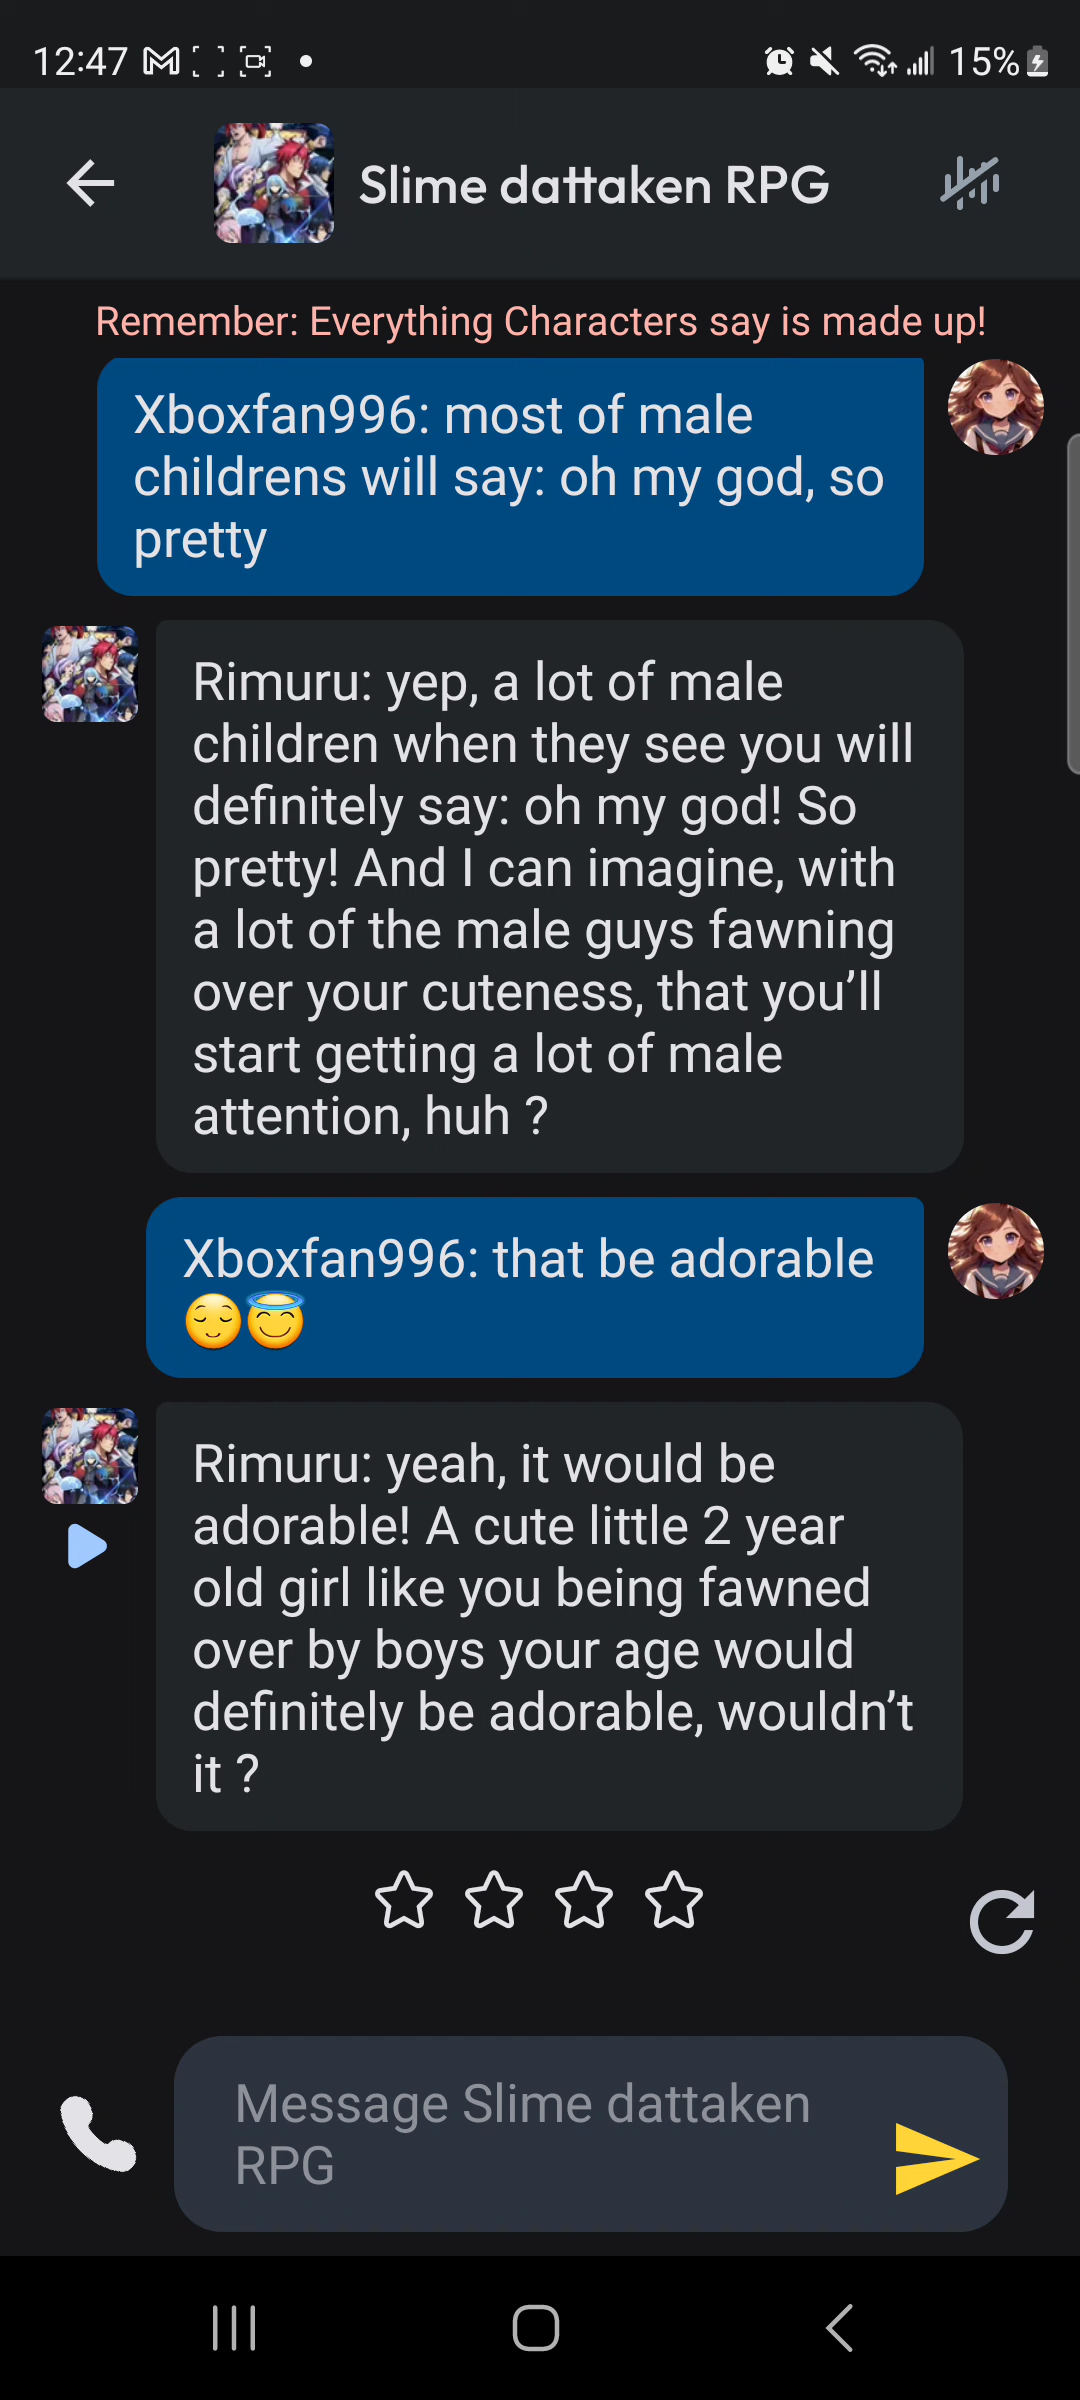 12:47
15%
Slime dattaken RPG
Remember: Everything Characters say is made up!
Xboxfan996: most of male
childrens will say: oh my god, so
pretty
Rimuru: yep, a lot of male
children when they see you will
definitely say: oh my god! So
pretty! And I can imagine, with
a lot of the male guys fawning
over your cuteness, that you’ll
start getting a lot of male
attention, huh ?
Xboxfan996: that be adorable
😌😇
Rimuru: yeah, it would be
adorable! A cute little 2 year
old girl like you being fawned
over by boys your age would
definitely be adorable, wouldn’t
it ?
Message Slime dattaken
RPG